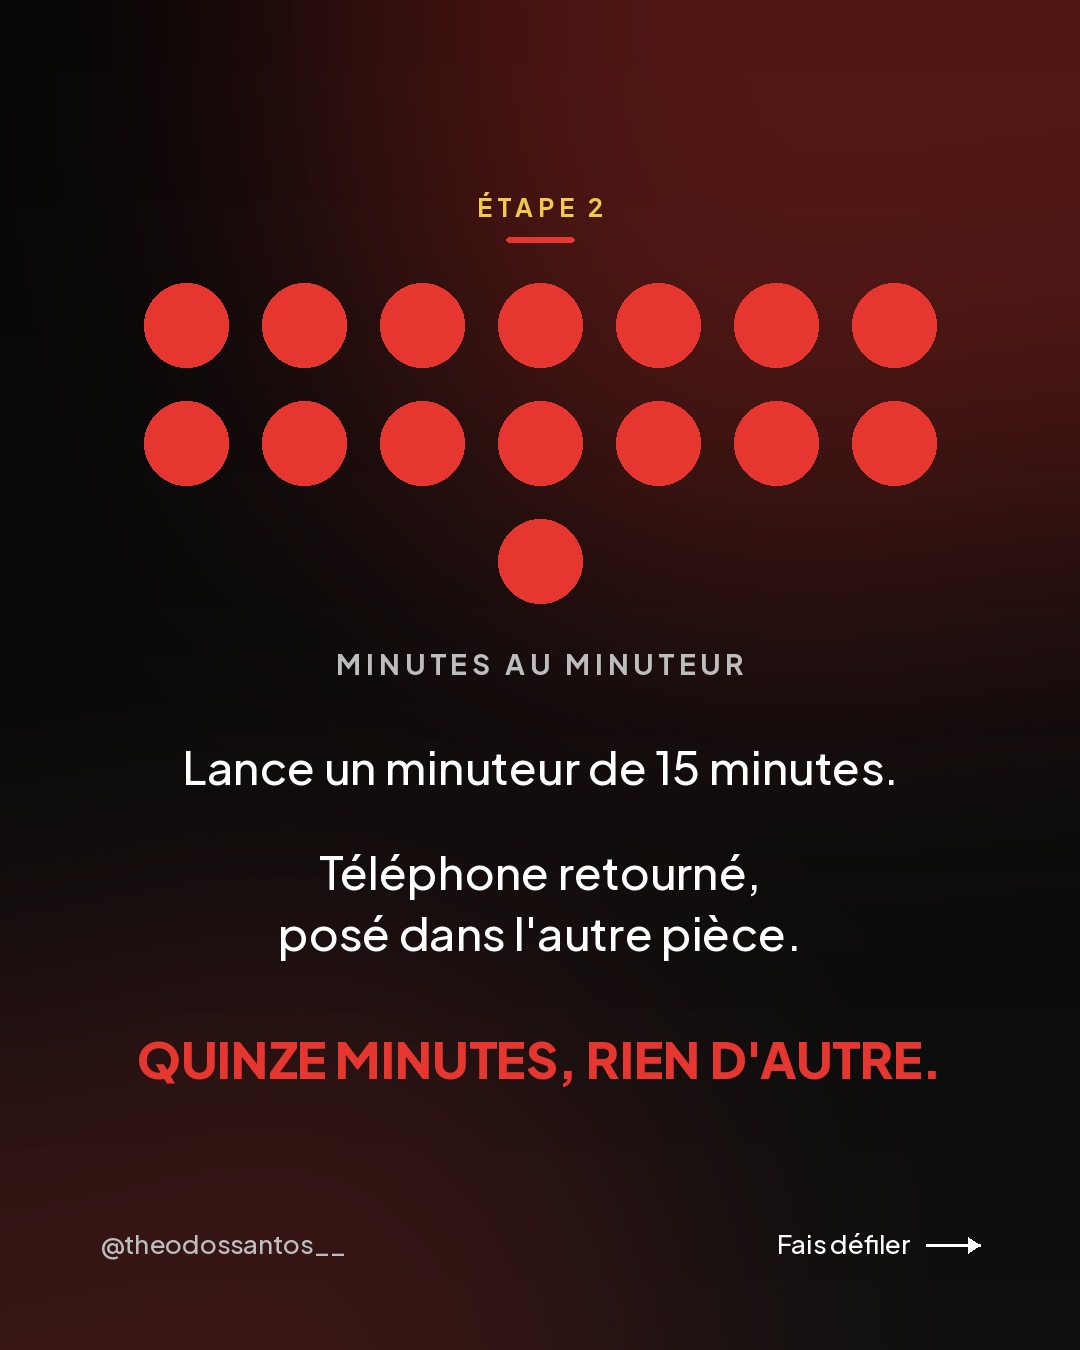 ÉTAPE 2
MINUTES AU MINUTEUR
Lance un minuteur de 15 minutes.
Téléphone retourné,
posé dans l'autre pièce.
QUINZE MINUTES, RIEN D'AUTRE.
@theodossantos__
Fais défiler